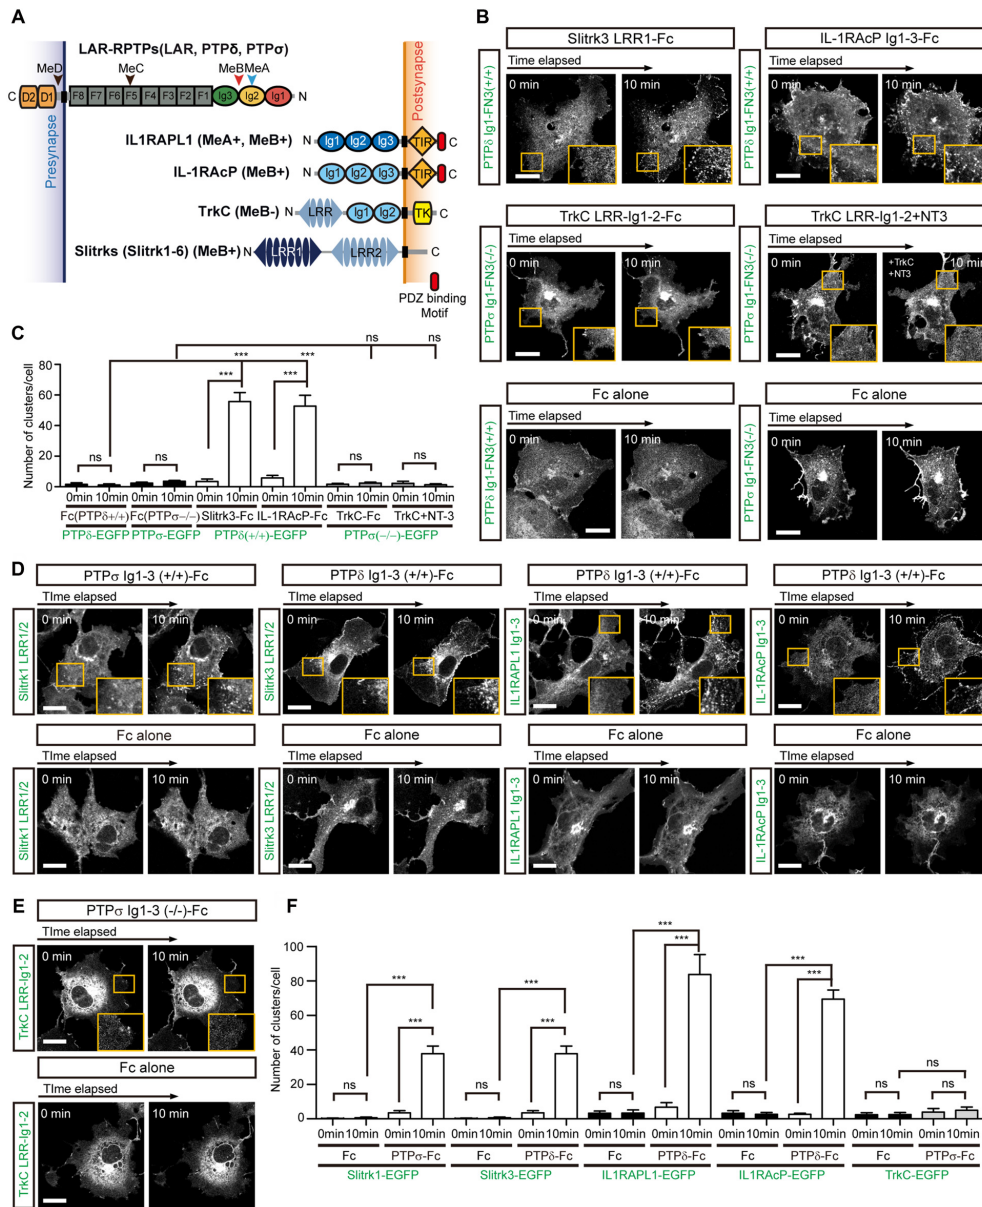 A
LAR-RPTPs(LAR, PTPδ, PTPσ)
MeD MeC MeB MeA
C D2 D1 F8 F7 F6 F5 F4 F3 F2 F1 Ig3 Ig2 Ig1 N
Presynapse
Postsynapse
IL1RAPL1 (MeA+, MeB+) N Ig1 Ig2 Ig3 TIR C
IL-1RAcP (MeB+) N Ig1 Ig2 Ig3 TIR C
TrkC (MeB-) N LRR Ig1 Ig2 TK C
Slitrks (Slitrk1-6) (MeB+) N LRR1 LRR2 C
PDZ binding
Motif
B
Slitrk3 LRR1-Fc
Time elapsed
PTPδ Ig1-FN3(+/+)
0 min 10 min
IL-1RAcP Ig1-3-Fc
Time elapsed
PTPδ Ig1-FN3(+/+)
0 min 10 min
TrkC LRR-Ig1-2-Fc
Time elapsed
PTPσ Ig1-FN3(-/-)
0 min 10 min
TrkC LRR-Ig1-2+NT3
Time elapsed
PTPσ Ig1-FN3(-/-)
0 min +TrkC 10 min
+NT3
Fc alone
Time elapsed
PTPδ Ig1-FN3(+/+)
0 min 10 min
Fc alone
Time elapsed
PTPσ Ig1-FN3(-/-)
0 min 10 min
C
Number of clusters/cell
80
60
40
20
0
ns ns
*** ***
*** ***
ns ns ns ns
0min 10min 0min 10min 0min 10min 0min 10min 0min 10min 0min 10min
Fc(PTPδ+/+) Fc(PTPσ−/−) Slitrk3-Fc IL-1RAcP-Fc TrkC-Fc TrkC+NT-3
PTPδ-EGFP PTPσ-EGFP PTPδ(+/+)-EGFP PTPσ(−/−)-EGFP
D
PTPσ Ig1-3 (+/+)-Fc
TIme elapsed
Slitrk1 LRR1/2
0 min 10 min
PTPδ Ig1-3 (+/+)-Fc
TIme elapsed
Slitrk3 LRR1/2
0 min 10 min
PTPδ Ig1-3 (+/+)-Fc
TIme elapsed
IL1RAPL1 Ig1-3
0 min 10 min
PTPδ Ig1-3 (+/+)-Fc
TIme elapsed
IL-1RAcP Ig1-3
0 min 10 min
Fc alone
TIme elapsed
Slitrk1 LRR1/2
0 min 10 min
Fc alone
TIme elapsed
Slitrk3 LRR1/2
0 min 10 min
Fc alone
TIme elapsed
IL1RAPL1 Ig1-3
0 min 10 min
Fc alone
TIme elapsed
IL-1RAcP Ig1-3
0 min 10 min
E
PTPσ Ig1-3 (-/-)-Fc
TIme elapsed
TrkC LRR-Ig1-2
0 min 10 min
Fc alone
TIme elapsed
TrkC LRR-Ig1-2
0 min 10 min
F
Number of clusters/cell
100
80
60
40
20
0
*** *** *** ***
*** *** *** ***
ns
ns ns ns ns ns ns
0min 10min 0min 10min 0min 10min 0min 10min 0min 10min 0min 10min 0min 10min 0min 10min 0min 10min 0min 10min
Fc PTPσ-Fc Fc PTPδ-Fc Fc PTPδ-Fc Fc PTPδ-Fc Fc PTPσ-Fc
Slitrk1-EGFP Slitrk3-EGFP IL1RAPL1-EGFP IL1RAcP-EGFP TrkC-EGFP